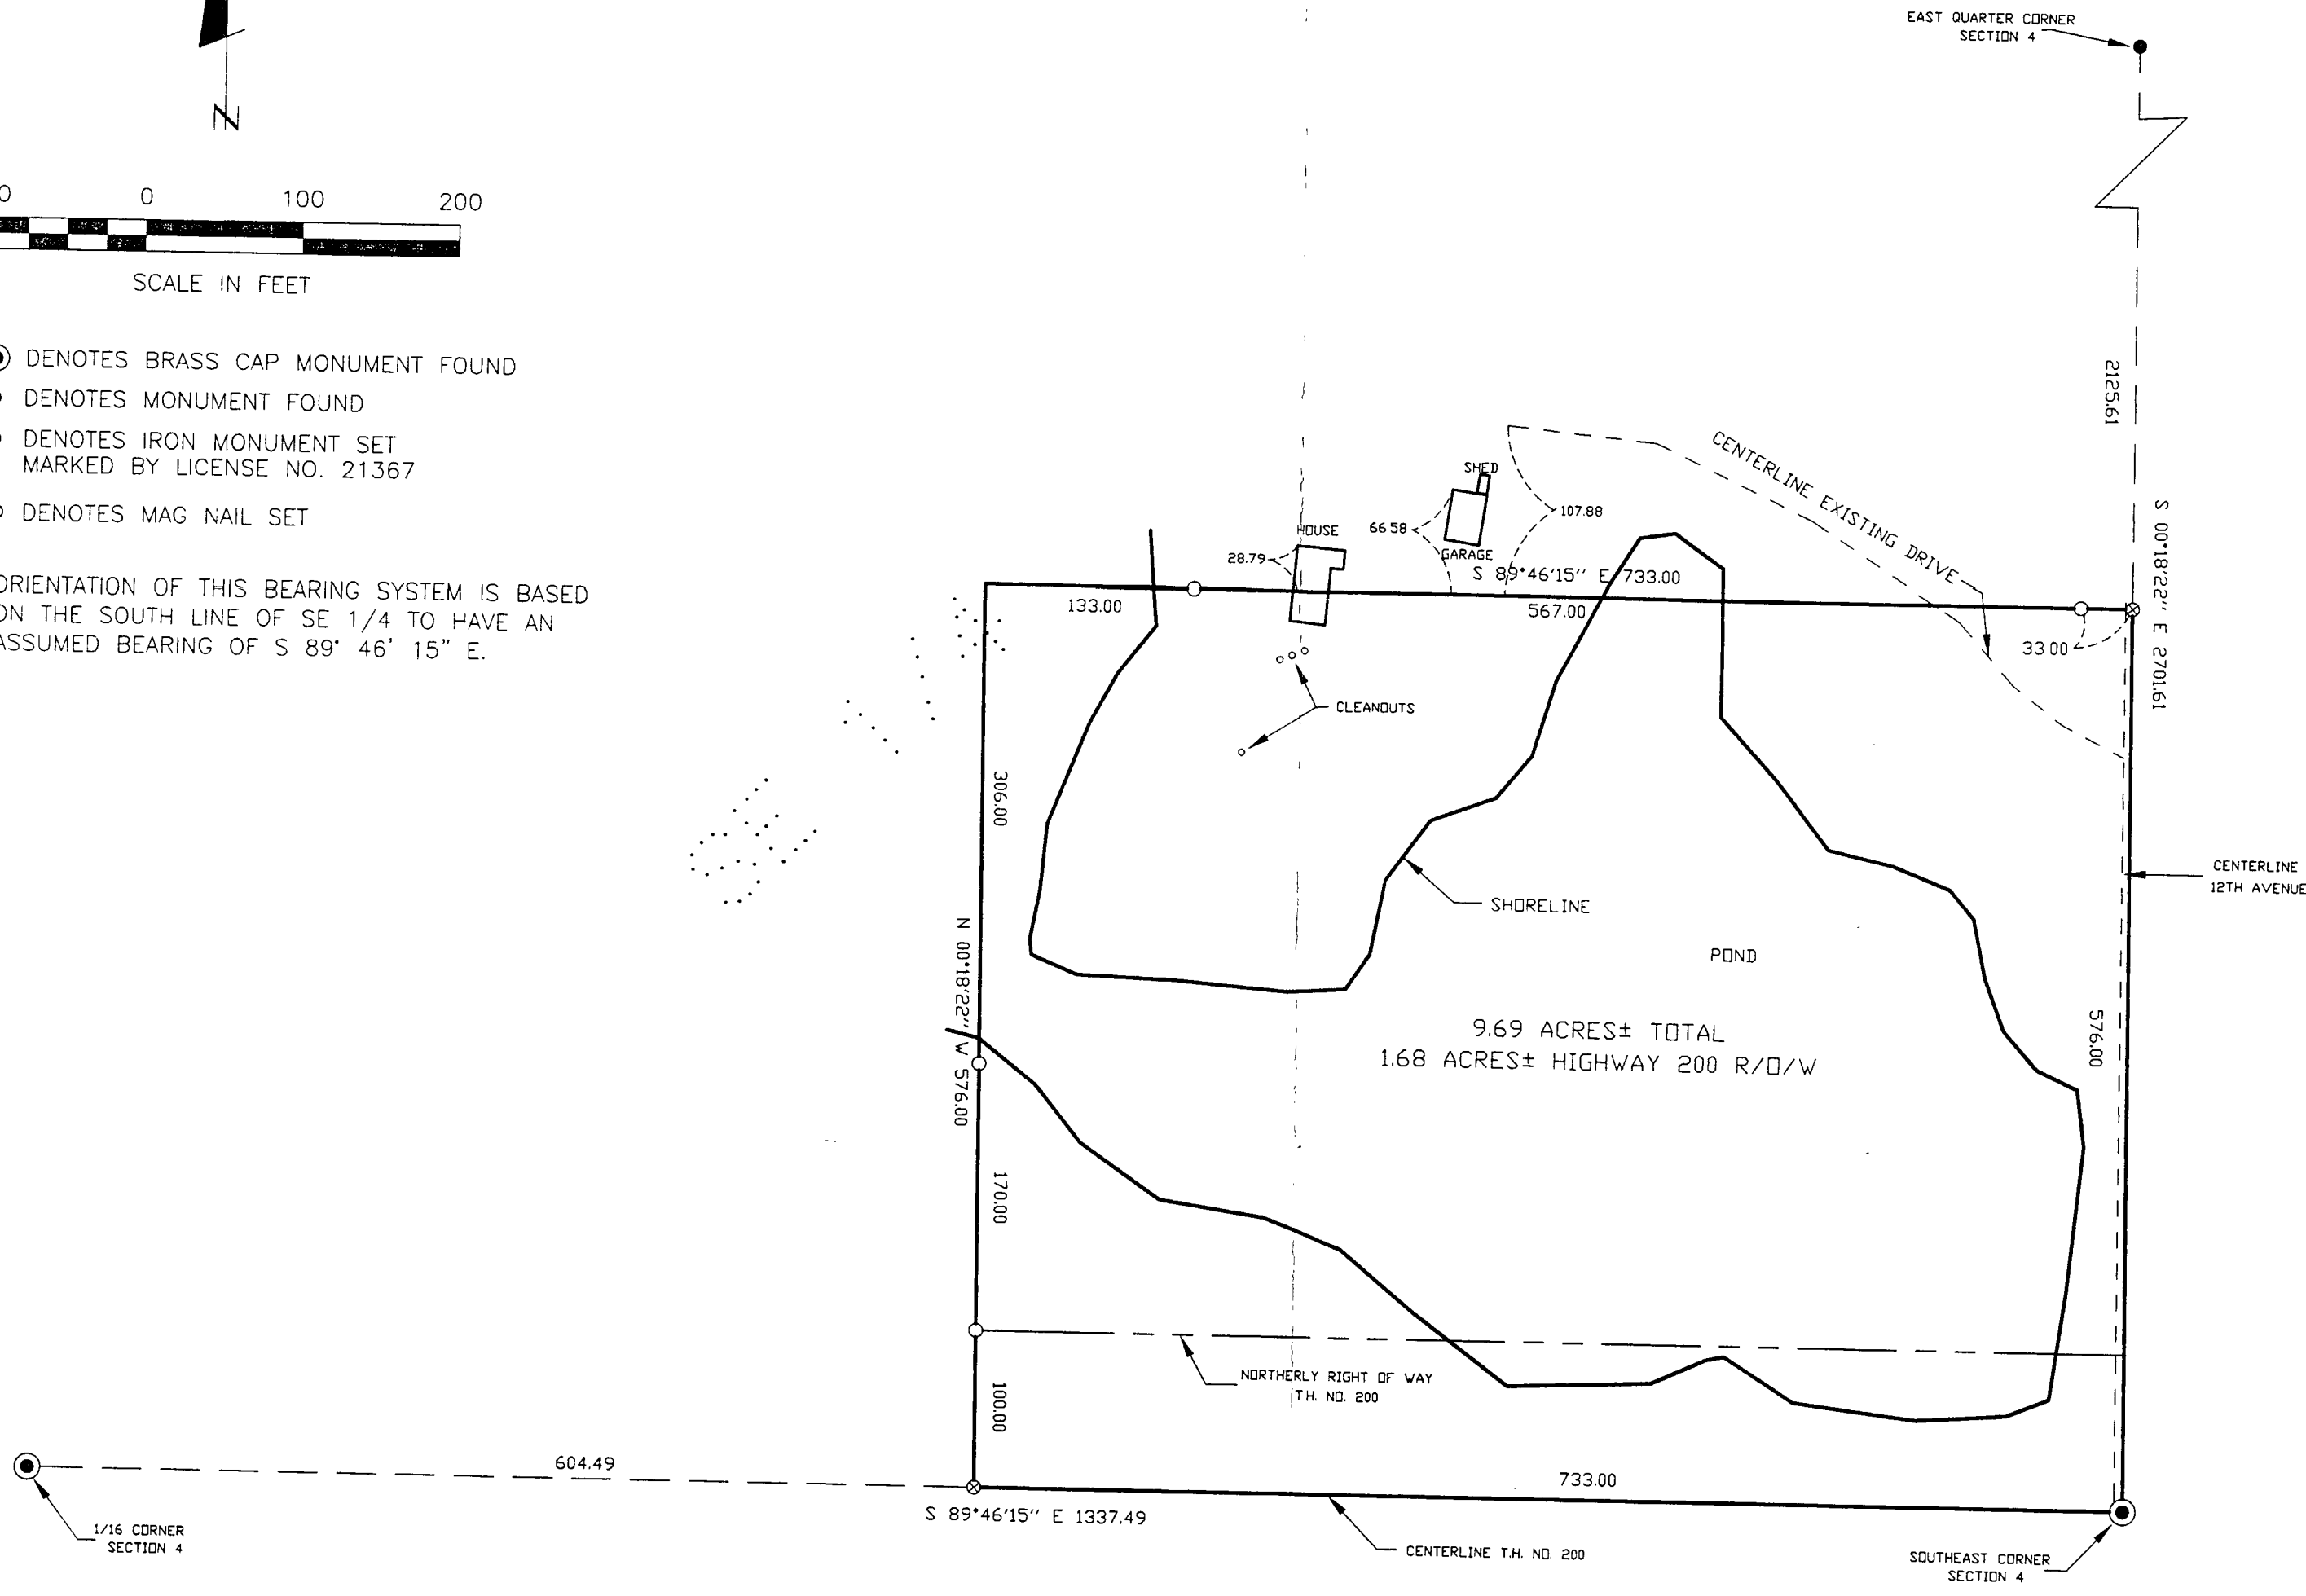 EAST QUARTER CORNER
SECTION 4
N
0 0 100 200
SCALE IN FEET
DENOTES BRASS CAP MONUMENT FOUND
DENOTES MONUMENT FOUND
DENOTES IRON MONUMENT SET
MARKED BY LICENSE NO. 21367
DENOTES MAG NAIL SET
ORIENTATION OF THIS BEARING SYSTEM IS BASED
ON THE SOUTH LINE OF SE 1/4 TO HAVE AN
ASSUMED BEARING OF S 89° 46' 15" E.
2125.61
S 00°18'22" E 2701.61
CENTERLINE EXISTING DRIVE
SHED
107.88
66.58
HOUSE
28.79
GARAGE
S 89°46'15" E 733.00
133.00
567.00
33.00
CLEANOUTS
306.00
CENTERLINE
12TH AVENUE
SHORELINE
POND
N 00°18'22" W 576.00
9.69 ACRES± TOTAL
1.68 ACRES± HIGHWAY 200 R/O/W
576.00
170.00
NORTHERLY RIGHT OF WAY
T.H. NO. 200
100.00
604.49
733.00
S 89°46'15" E 1337.49
1/16 CORNER
SECTION 4
CENTERLINE T.H. NO. 200
SOUTHEAST CORNER
SECTION 4